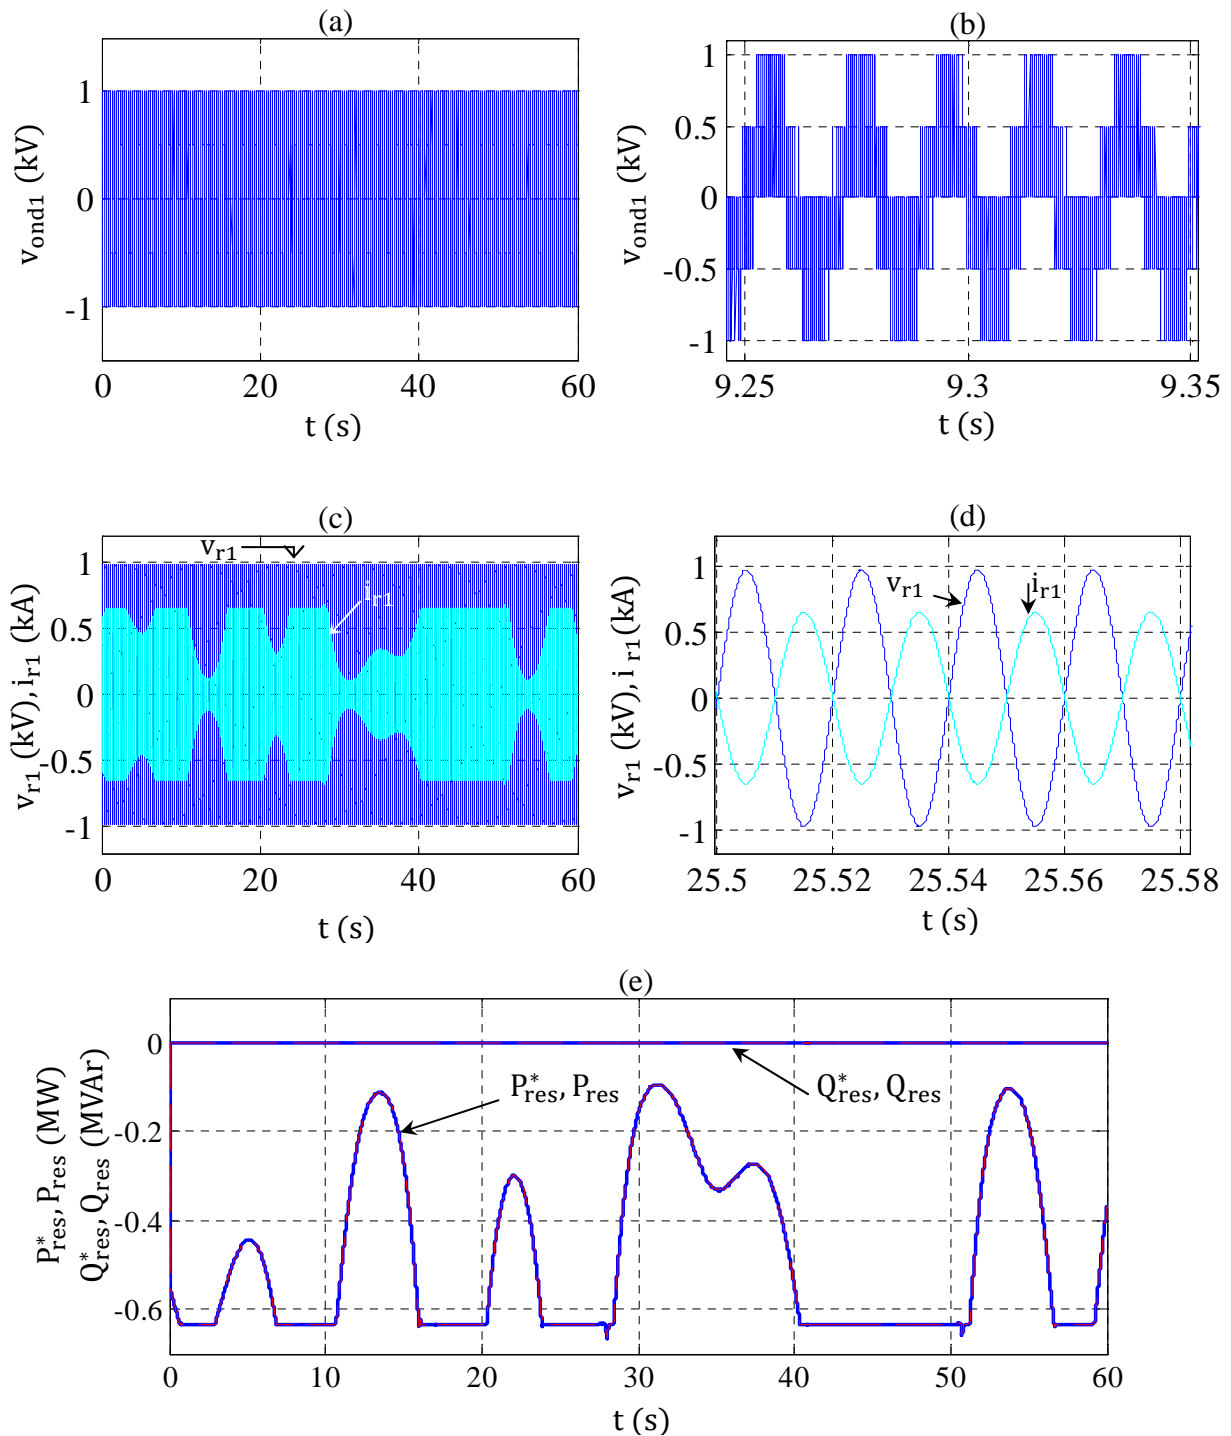 (a)
v_ond1 (kV)
1
0
-1
0 20 40 60
t (s)
(b)
v_ond1 (kV)
1
0.5
0
-0.5
-1
9.25 9.3 9.35
t (s)
(c)
v_r1 (kV), i_r1 (kA)
1
0.5
0
-0.5
-1
v_r1
i_r1
0 20 40 60
t (s)
(d)
v_r1 (kV), i_r1(kA)
1
0.5
0
-0.5
-1
v_r1
i_r1
25.5 25.52 25.54 25.56 25.58
t (s)
(e)
P*_res, P_res (MW)
Q*_res, Q_res (MVAr)
0
-0.2
-0.4
-0.6
P*_res, P_res
Q*_res, Q_res
0 10 20 30 40 50 60
t (s)